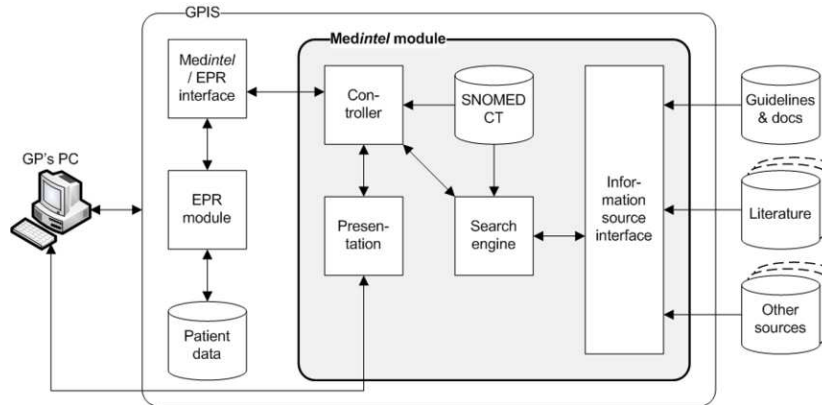 GPIS
Medintel module
Medintel
/ EPR
interface
Con-
troller
SNOMED
CT
Guidelines
& docs
GP's PC
EPR
module
Presen-
tation
Search
engine
Infor-
mation
source
interface
Literature
Patient
data
Other
sources